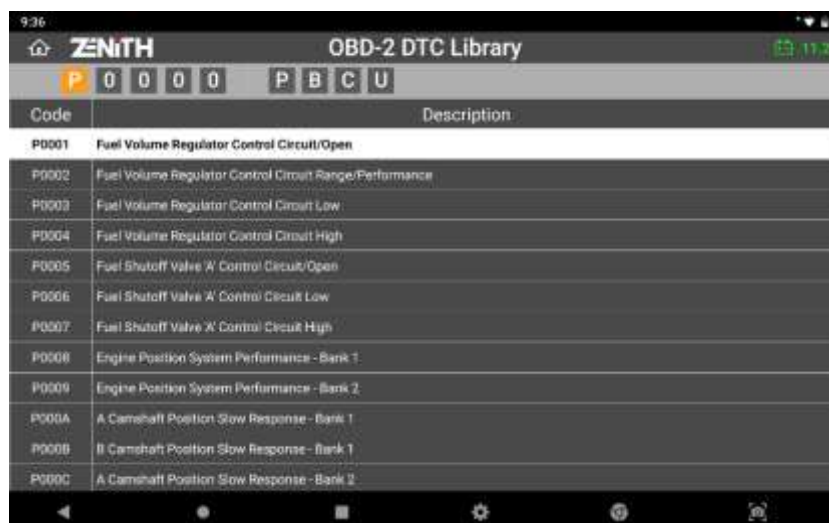 9:36
ZENITH OBD-2 DTC Library
P 0 0 0 0 P B C U
Code Description
P0001 Fuel Volume Regulator Control Circuit/Open
P0002 Fuel Volume Regulator Control Circuit Range/Performance
P0003 Fuel Volume Regulator Control Circuit Low
P0004 Fuel Volume Regulator Control Circuit High
P0005 Fuel Shutoff Valve 'A' Control Circuit/Open
P0006 Fuel Shutoff Valve 'A' Control Circuit Low
P0007 Fuel Shutoff Valve 'A' Control Circuit High
P0008 Engine Position System Performance - Bank 1
P0009 Engine Position System Performance - Bank 2
P000A A Camshaft Position Slow Response - Bank 1
P000B B Camshaft Position Slow Response - Bank 1
P000C A Camshaft Position Slow Response - Bank 2